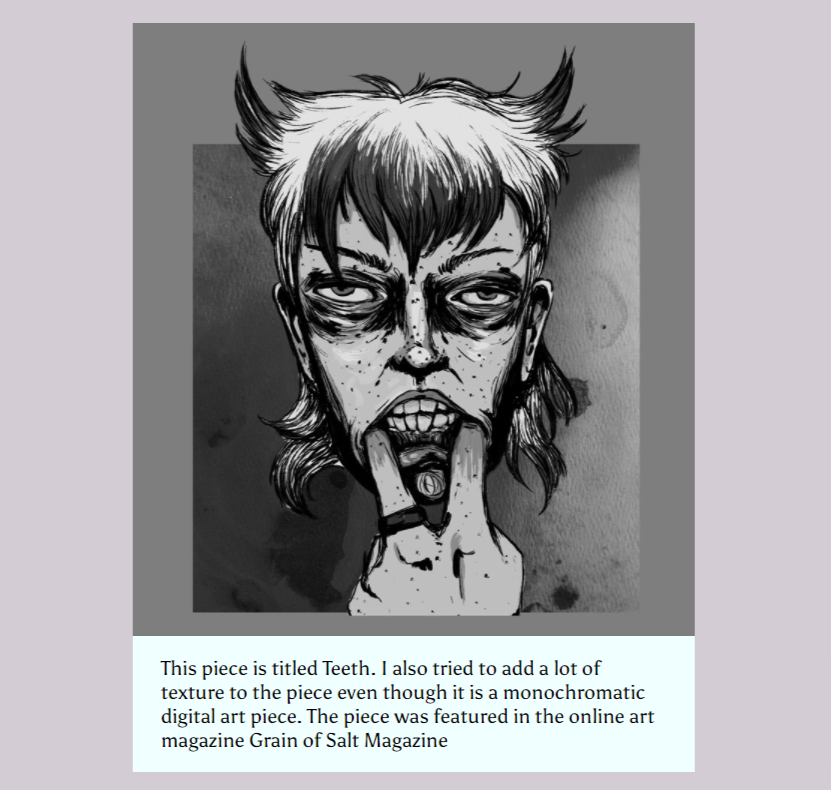 This piece is titled Teeth. I also tried to add a lot of
texture to the piece even though it is a monochromatic
digital art piece. The piece was featured in the online art
magazine Grain of Salt Magazine